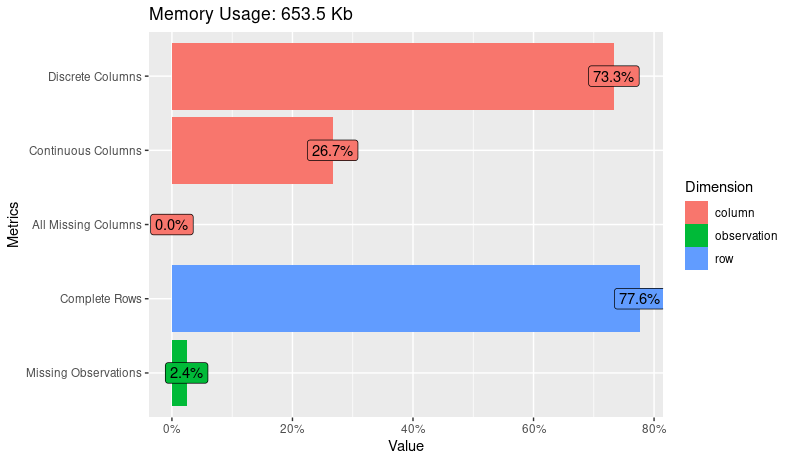 Memory Usage: 653.5 Kb
Discrete Columns
73.3%
Continuous Columns
26.7%
All Missing Columns
0.0%
Complete Rows
77.6%
Missing Observations
2.4%
0%
20%
40%
60%
80%
Value
Metrics
Dimension
column
observation
row